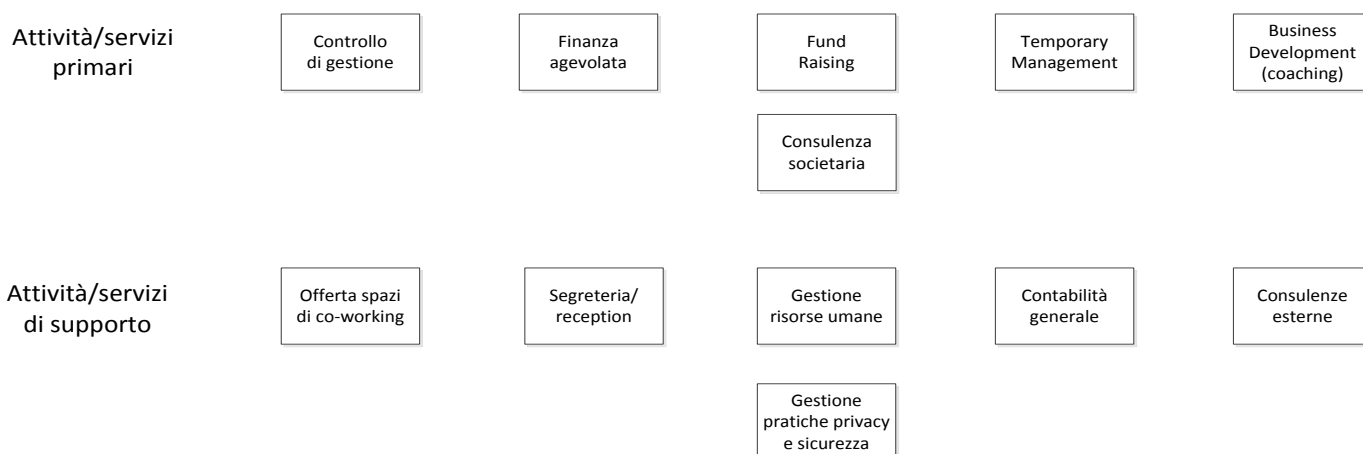 Attività/servizi
primari
Controllo
di gestione
Finanza
agevolata
Fund
Raising
Temporary
Management
Business
Development
(coaching)
Consulenza
societaria
Attività/servizi
di supporto
Offerta spazi
di co-working
Segreteria/
reception
Gestione
risorse umane
Contabilità
generale
Consulenze
esterne
Gestione
pratiche privacy
e sicurezza